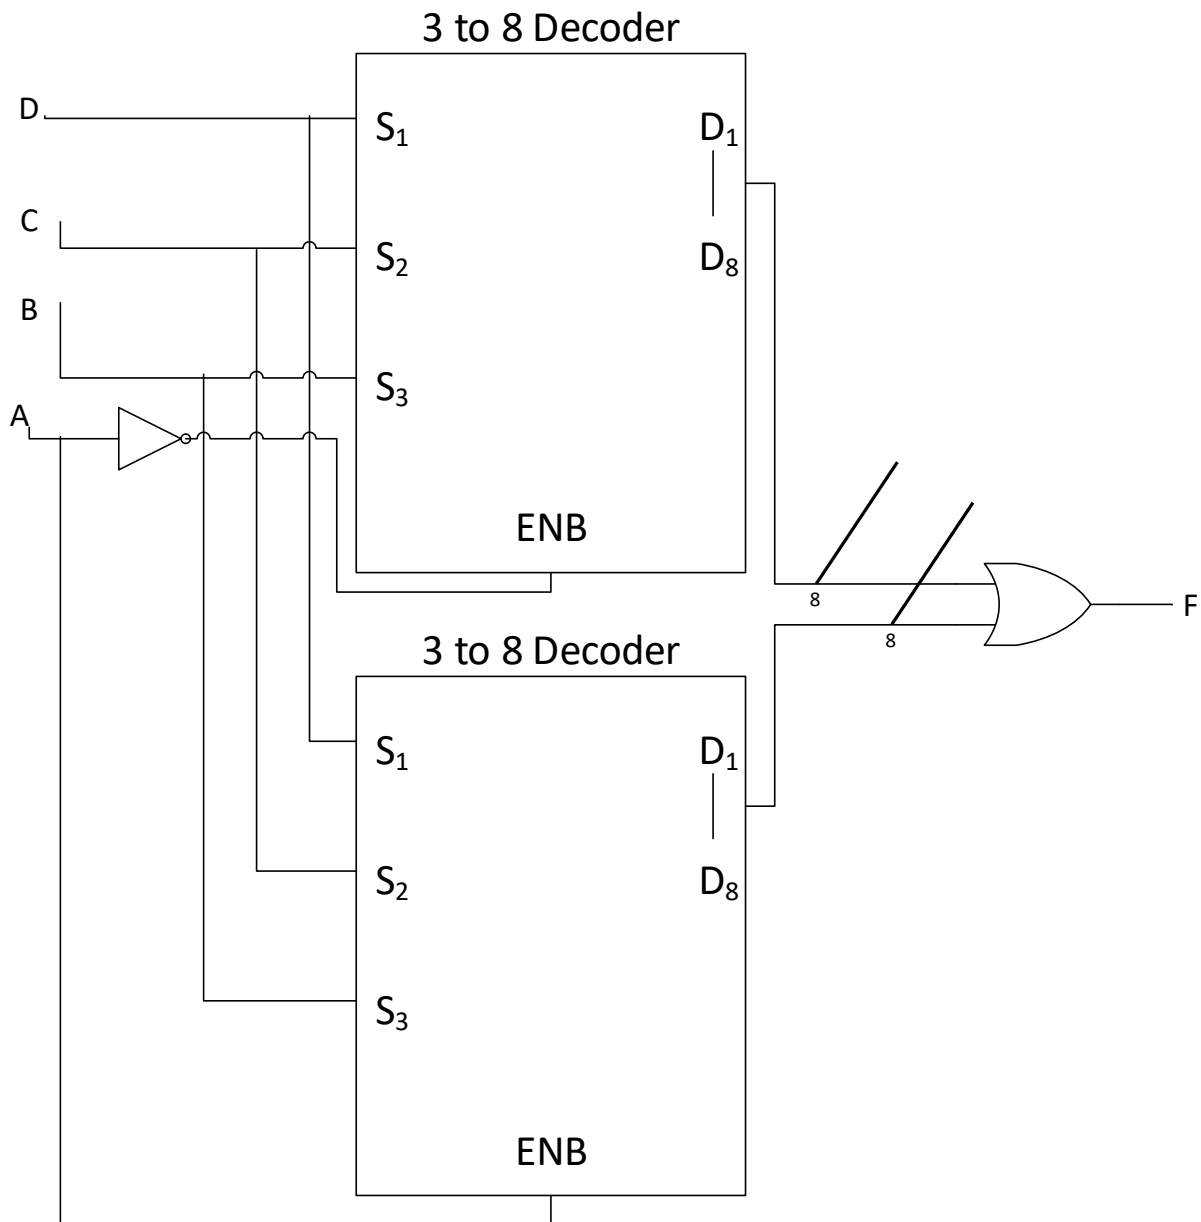 3 to 8 Decoder
D
S₁
D₁
C
S₂
D₈
B
S₃
A
ENB
8
F
8
3 to 8 Decoder
S₁
D₁
S₂
D₈
S₃
ENB